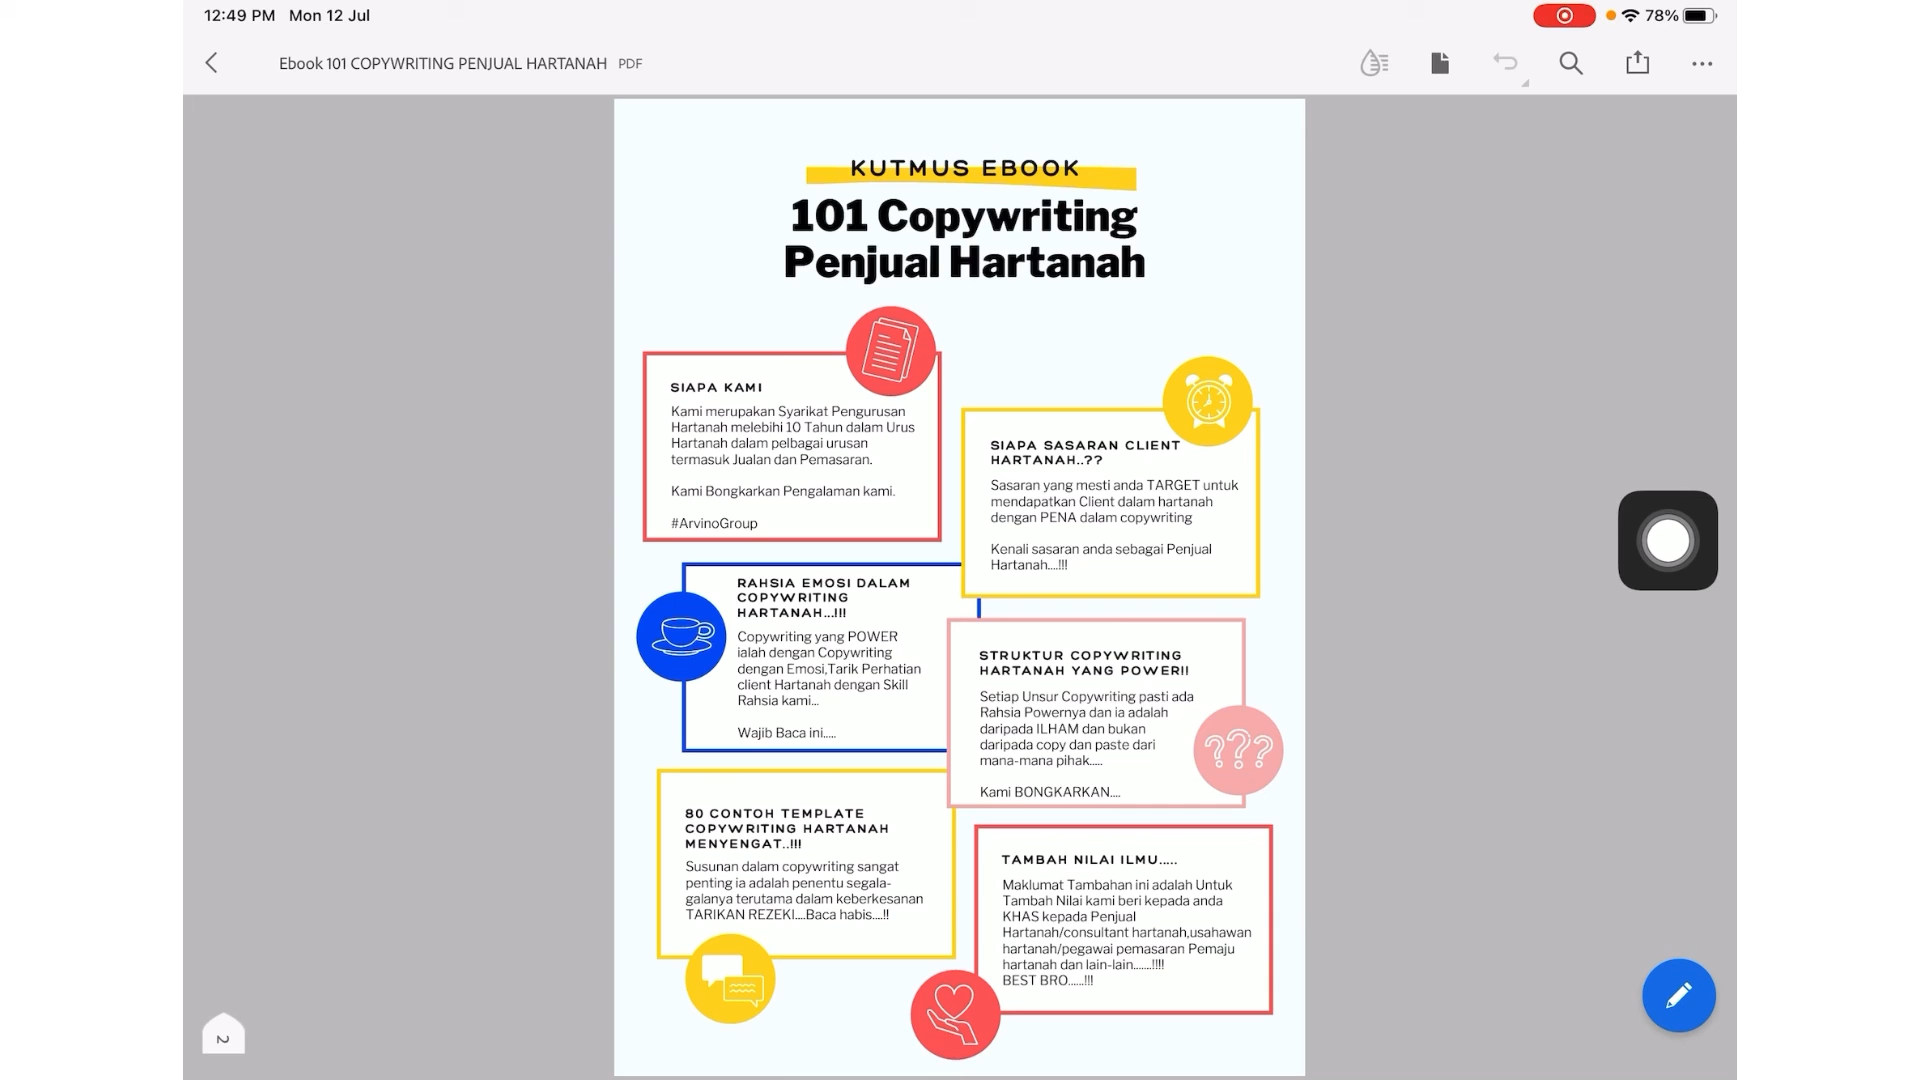 12:49 PM Mon 12 Jul
78%
Ebook 101 COPYWRITING PENJUAL HARTANAH PDF
KUTMUS EBOOK
101 Copywriting
Penjual Hartanah
SIAPA KAMI
Kami merupakan Syarikat Pengurusan
Hartanah melebihi 10 Tahun dalam Urus
Hartanah dalam pelbagai urusan
termasuk Jualan dan Pemasaran.
Kami Bongkarkan Pengalaman kami.
#ArvinoGroup
SIAPA SASARAN CLIENT
HARTANAH..??
Sasaran yang mesti anda TARGET untuk
mendapatkan Client dalam hartanah
dengan PENA dalam copywriting
Kenali sasaran anda sebagai Penjual
Hartanah....!!!
RAHSIA EMOSI DALAM
COPYWRITING
HARTANAH...!!!
Copywriting yang POWER
ialah dengan Copywriting
dengan Emosi,Tarik Perhatian
client Hartanah dengan Skill
Rahsia kami...
Wajib Baca ini.....
STRUKTUR COPYWRITING
HARTANAH YANG POWER!!
Setiap Unsur Copywriting pasti ada
Rahsia Powernya dan ia adalah
daripada ILHAM dan bukan
daripada copy dan paste dari
mana-mana pihak.....
Kami BONGKARKAN....
???
80 CONTOH TEMPLATE
COPYWRITING HARTANAH
MENYENGAT..!!!
Susunan dalam copywriting sangat
penting ia adalah penentu segala-
galanya terutama dalam keberkesanan
TARIKAN REZEKI....Baca habis....!!
TAMBAH NILAI ILMU.....
Maklumat Tambahan ini adalah Untuk
Tambah Nilai kami beri kepada anda
KHAS kepada Penjual
Hartanah/consultant hartanah,usahawan
hartanah/pegawai pemasaran Pemaju
hartanah dan lain-lain.......!!!!
BEST BRO......!!!
2